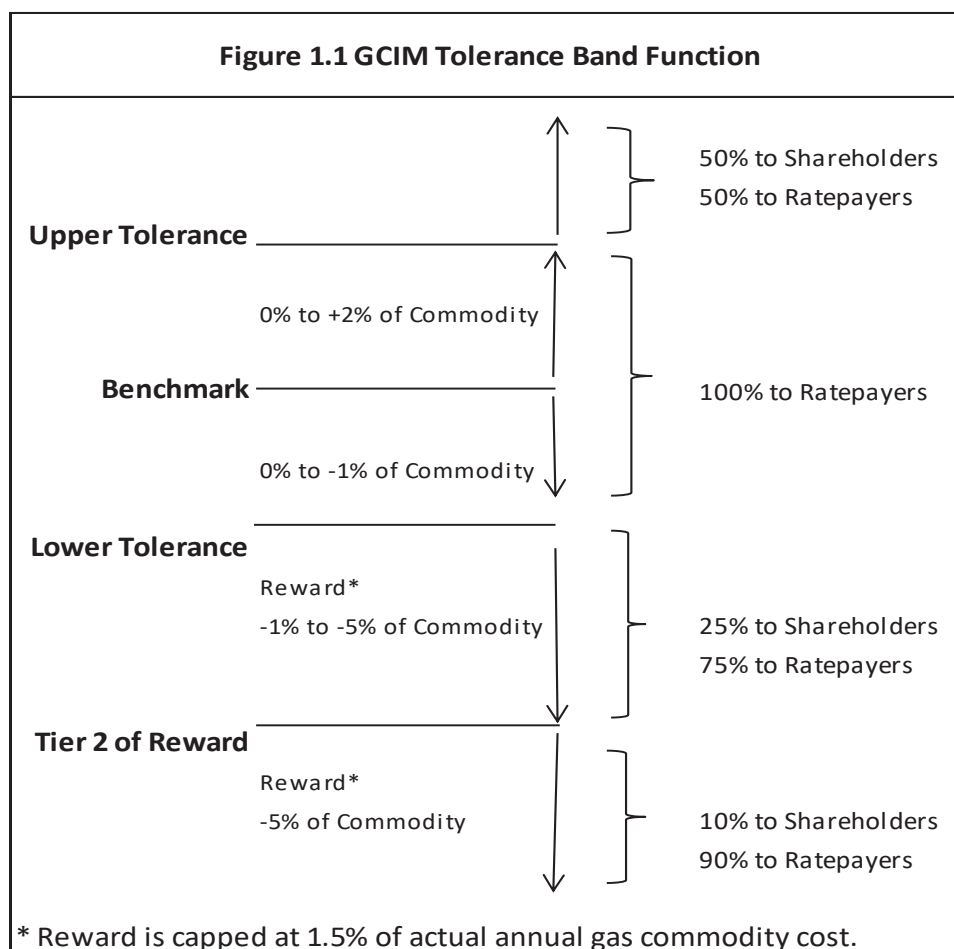 Figure 1.1 GCIM Tolerance Band Function
50% to Shareholders
50% to Ratepayers
Upper Tolerance
0% to +2% of Commodity
Benchmark
100% to Ratepayers
0% to -1% of Commodity
Lower Tolerance
Reward*
-1% to -5% of Commodity
25% to Shareholders
75% to Ratepayers
Tier 2 of Reward
Reward*
-5% of Commodity
10% to Shareholders
90% to Ratepayers
* Reward is capped at 1.5% of actual annual gas commodity cost.